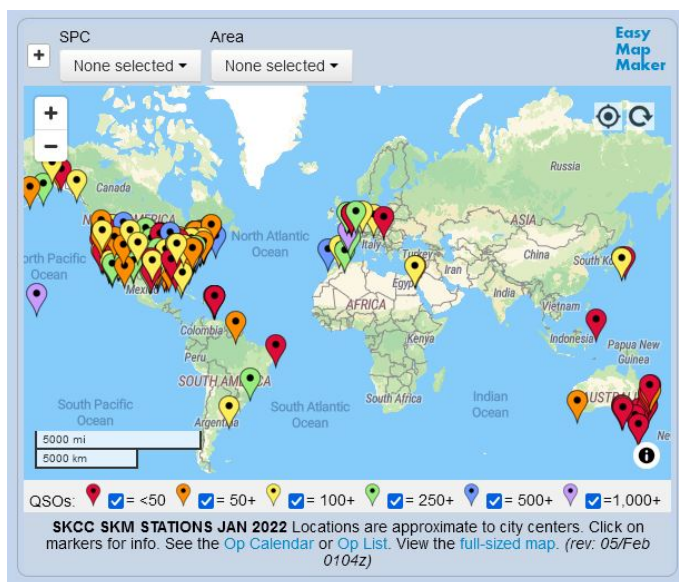 SPC
Area
Easy
Map
Maker
+
None selected
None selected
+
−
Canada
Russia
North Atlantic
Ocean
ASIA
Italy
Turkey
Iran
China
South Ko
orth Pacific
Ocean
Mexico
Egypt
India
AFRICA
Vietnam
Colombia
Kenya
Indonesia
Papua New
Guinea
Peru
SOUTH AMERICA
South Pacific
Ocean
South Atlantic
Ocean
South Africa
Indian
Ocean
Argentina
5000 mi
5000 km
QSOs: = <50 = 50+ = 100+ = 250+ = 500+ =1,000+
SKCC SKM STATIONS JAN 2022 Locations are approximate to city centers. Click on
markers for info. See the Op Calendar or Op List. View the full-sized map. (rev: 05/Feb
0104z)